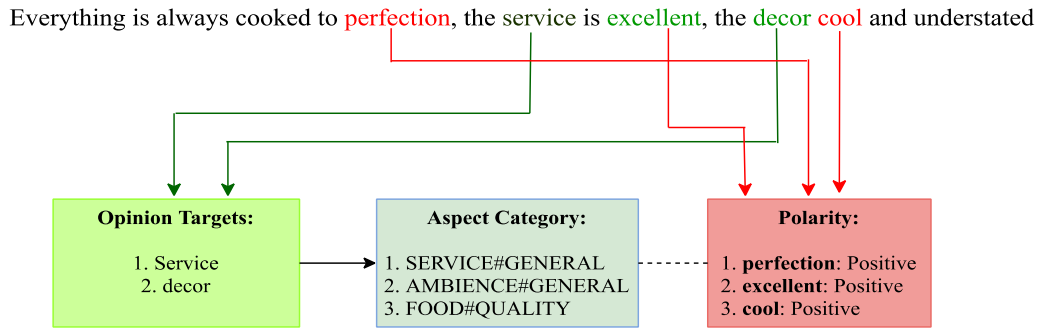 Everything is always cooked to perfection, the service is excellent, the decor cool and understated
Opinion Targets:
1. Service
2. decor
Aspect Category:
1. SERVICE#GENERAL
2. AMBIENCE#GENERAL
3. FOOD#QUALITY
Polarity:
1. perfection: Positive
2. excellent: Positive
3. cool: Positive